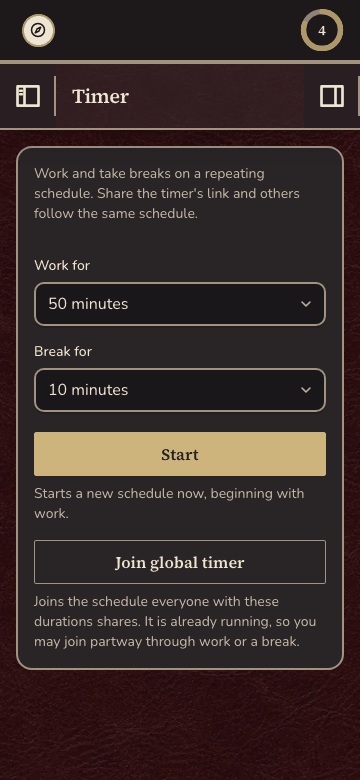 4
Timer
Work and take breaks on a repeating
schedule. Share the timer's link and others
follow the same schedule.
Work for
50 minutes
Break for
10 minutes
Start
Starts a new schedule now, beginning with
work.
Join global timer
Joins the schedule everyone with these
durations shares. It is already running, so you
may join partway through work or a break.